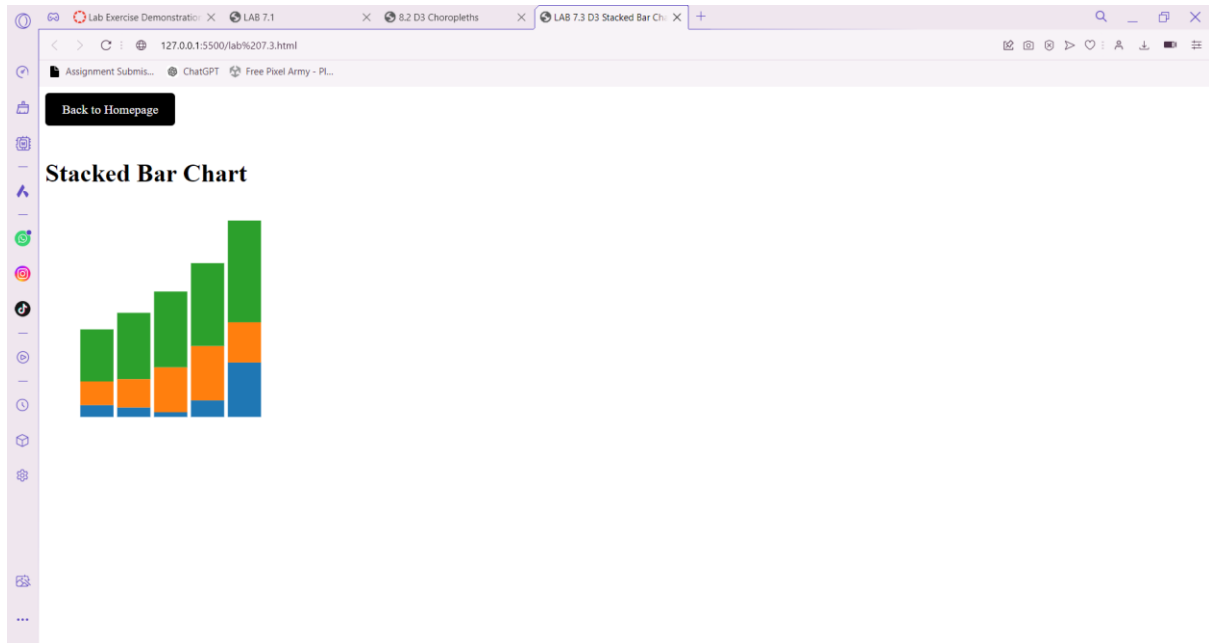 Lab Exercise Demonstratio
LAB 7.1
8.2 D3 Choropleths
LAB 7.3 D3 Stacked Bar Ch
127.0.0.1:5500/lab%207.3.html
Assignment Submis...
ChatGPT
Free Pixel Army - Pl...
Back to Homepage
Stacked Bar Chart